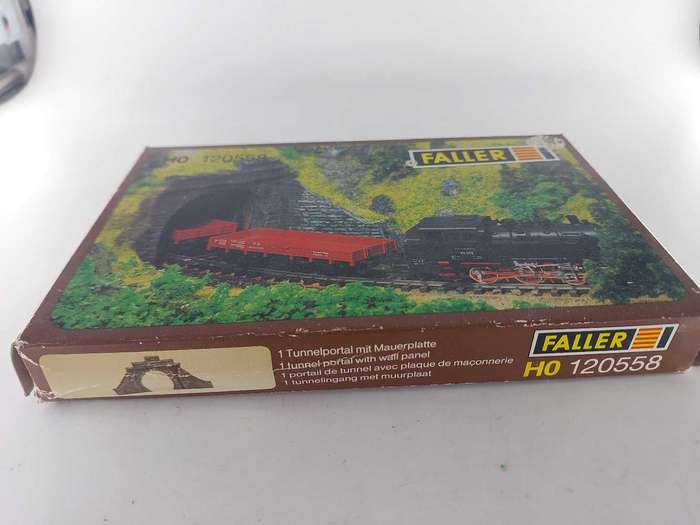 H0 120558
FALLER
1 Tunnelportal mit Mauerplatte
1 tunnel portal with wall panel
1 portail de tunnel avec plaque de maçonnerie
1 tunnelingang met muurplaat
FALLER
H0 120558